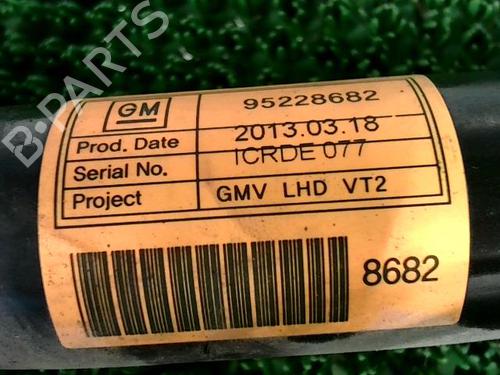 B-PARTS
GM 95228682
Prod. Date 2013.03.18
Serial No. ICRDE 077
Project GMV LHD VT2
8682